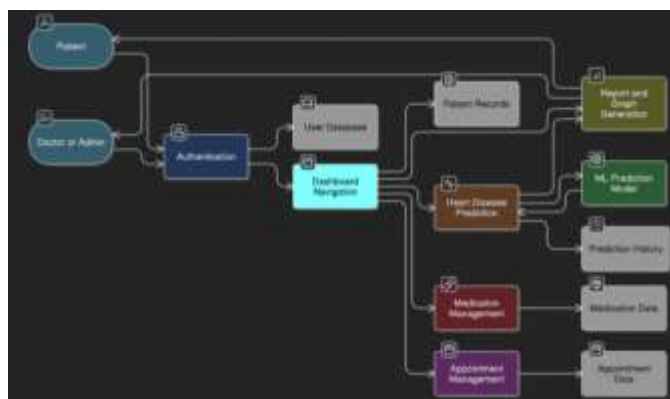 Patient
Doctor or Admin
Authentication
User Database
Dashboard
Navigation
Patient Records
Report and
Graph
Generation
Heart Disease
Prediction
ML Prediction
Model
Prediction History
Medication
Management
Medication Data
Appointment
Management
Appointment
Data